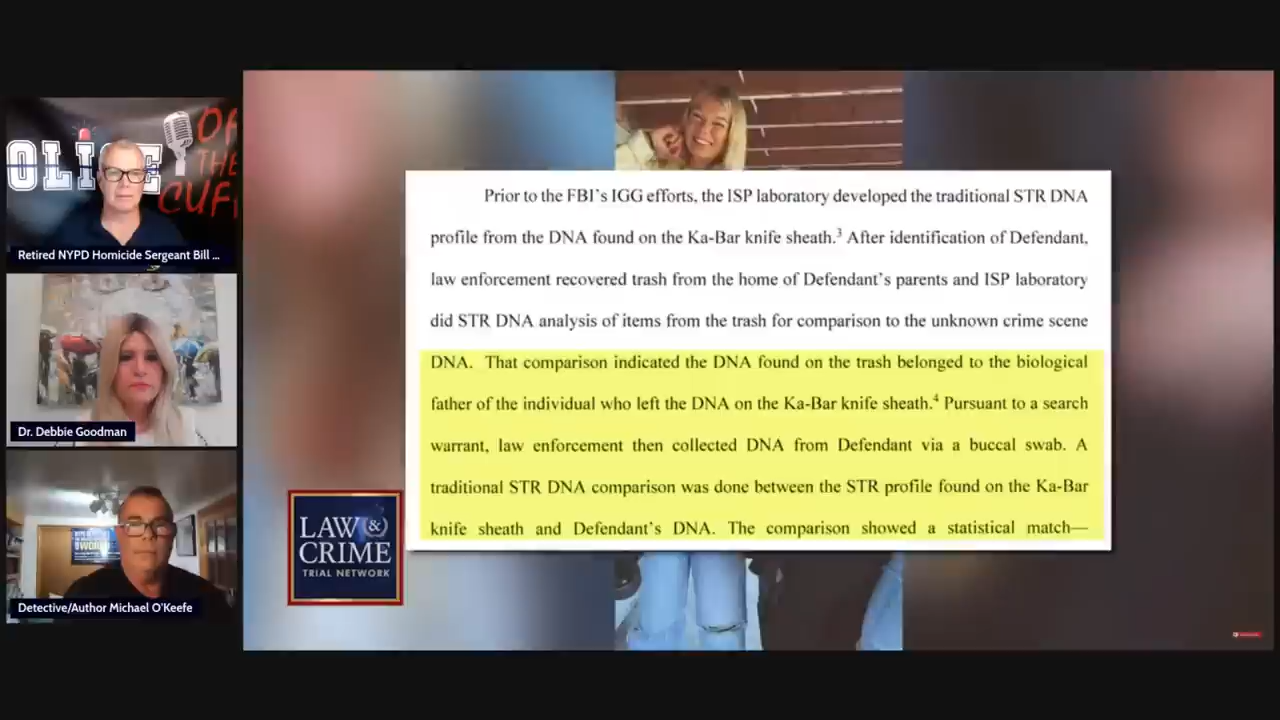 OLICE
OFF
THE
CUFF
Retired NYPD Homicide Sergeant Bill ...
Dr. Debbie Goodman
Detective/Author Michael O'Keefe
Prior to the FBI's IGG efforts, the ISP laboratory developed the traditional STR DNA
profile from the DNA found on the Ka-Bar knife sheath.3 After identification of Defendant,
law enforcement recovered trash from the home of Defendant's parents and ISP laboratory
did STR DNA analysis of items from the trash for comparison to the unknown crime scene
DNA. That comparison indicated the DNA found on the trash belonged to the biological
father of the individual who left the DNA on the Ka-Bar knife sheath.4 Pursuant to a search
warrant, law enforcement then collected DNA from Defendant via a buccal swab. A
traditional STR DNA comparison was done between the STR profile found on the Ka-Bar
knife sheath and Defendant's DNA. The comparison showed a statistical match—
LAW &
CRIME
TRIAL NETWORK